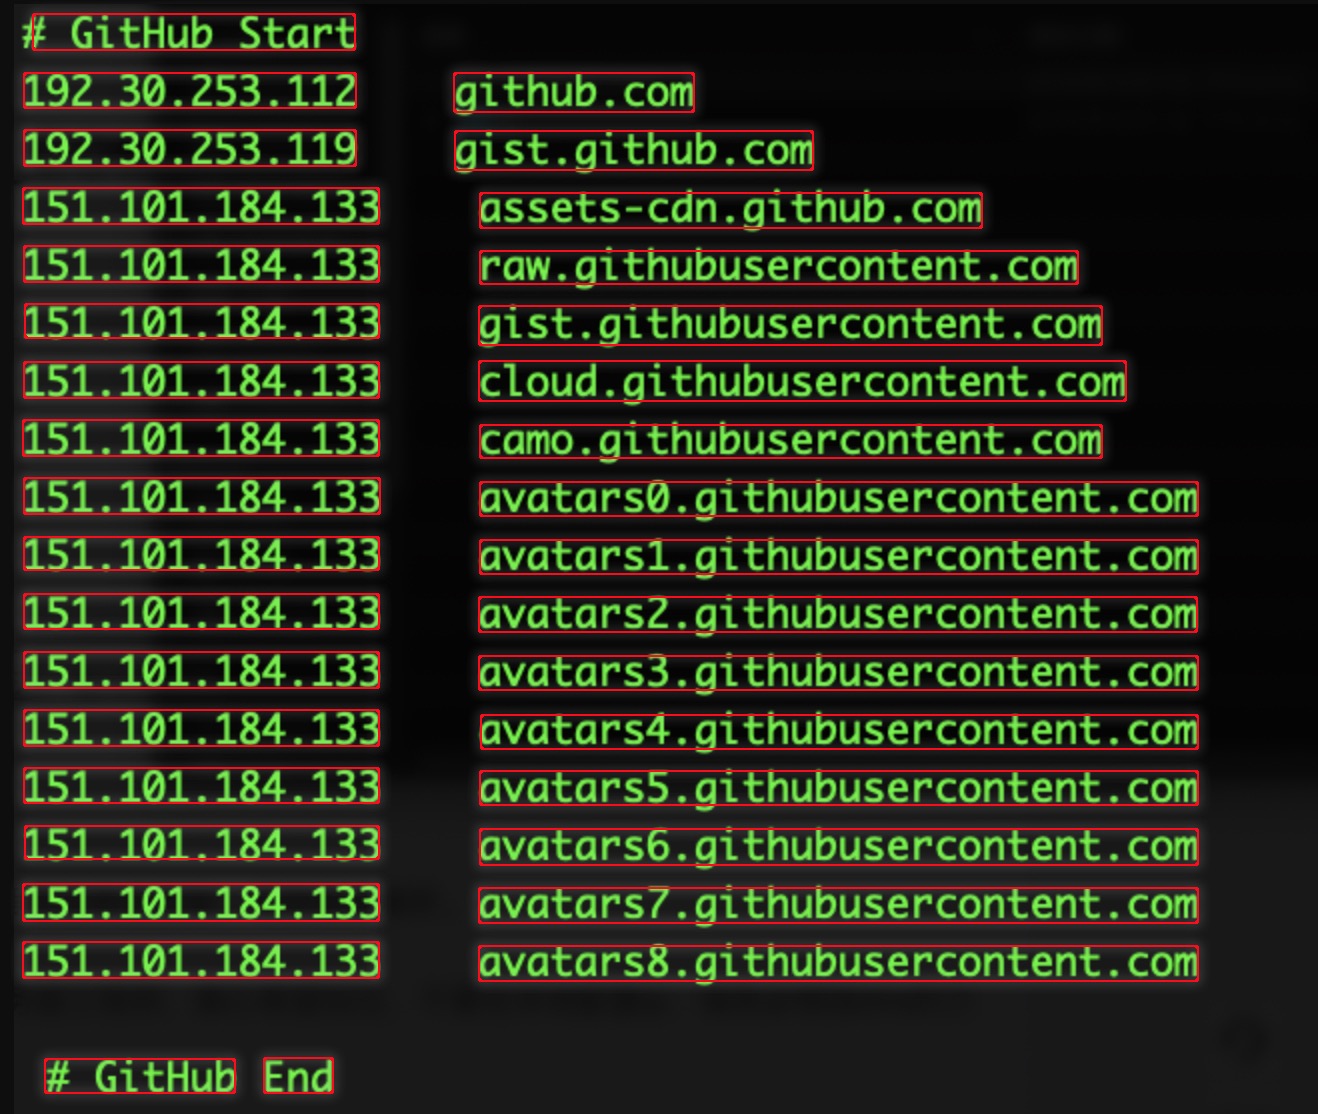 # GitHub Start
192.30.253.112 github.com
192.30.253.119 gist.github.com
151.101.184.133 assets-cdn.github.com
151.101.184.133 raw.githubusercontent.com
151.101.184.133 gist.githubusercontent.com
151.101.184.133 cloud.githubusercontent.com
151.101.184.133 camo.githubusercontent.com
151.101.184.133 avatars0.githubusercontent.com
151.101.184.133 avatars1.githubusercontent.com
151.101.184.133 avatars2.githubusercontent.com
151.101.184.133 avatars3.githubusercontent.com
151.101.184.133 avatars4.githubusercontent.com
151.101.184.133 avatars5.githubusercontent.com
151.101.184.133 avatars6.githubusercontent.com
151.101.184.133 avatars7.githubusercontent.com
151.101.184.133 avatars8.githubusercontent.com
# GitHub End